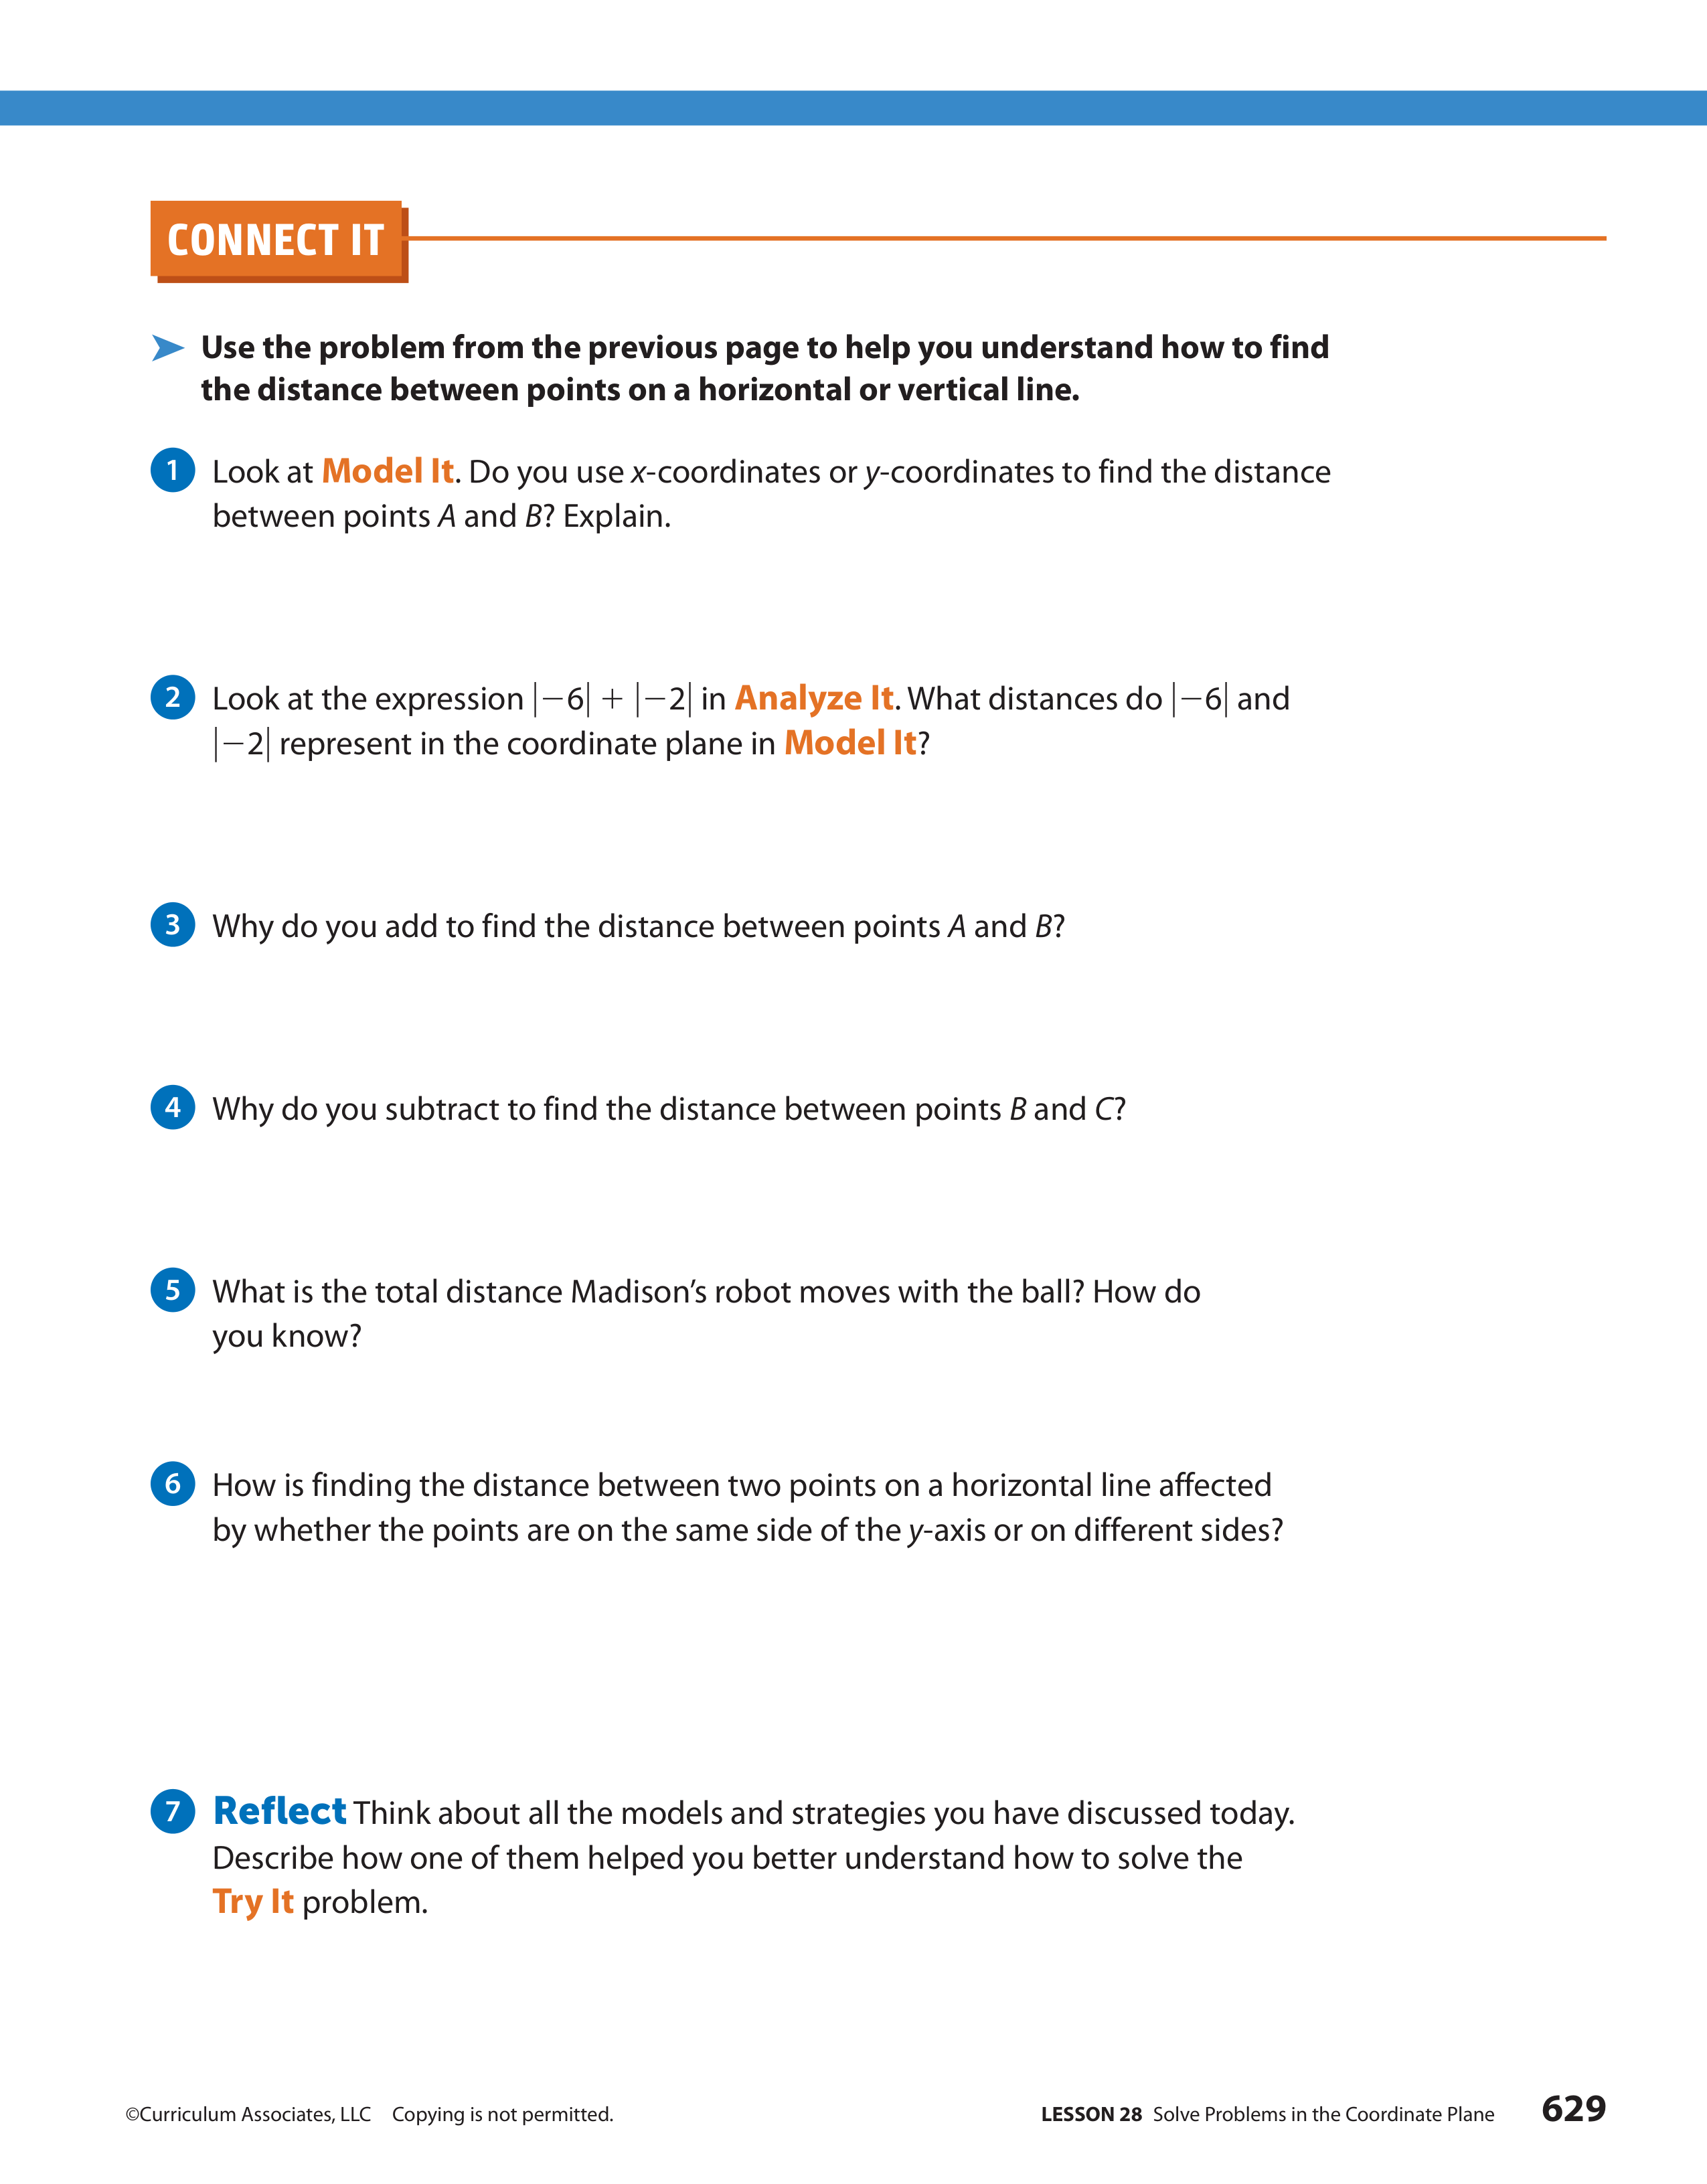 CONNECT IT
➤ Use the problem from the previous page to help you understand how to find
the distance between points on a horizontal or vertical line.
1 Look at Model It. Do you use x-coordinates or y-coordinates to find the distance
between points A and B? Explain.
2 Look at the expression |−6| + |−2| in Analyze It. What distances do |−6| and
|−2| represent in the coordinate plane in Model It?
3 Why do you add to find the distance between points A and B?
4 Why do you subtract to find the distance between points B and C?
5 What is the total distance Madison’s robot moves with the ball? How do
you know?
6 How is finding the distance between two points on a horizontal line affected
by whether the points are on the same side of the y-axis or on different sides?
7 Reflect Think about all the models and strategies you have discussed today.
Describe how one of them helped you better understand how to solve the
Try It problem.
©Curriculum Associates, LLC Copying is not permitted.
LESSON 28 Solve Problems in the Coordinate Plane 629